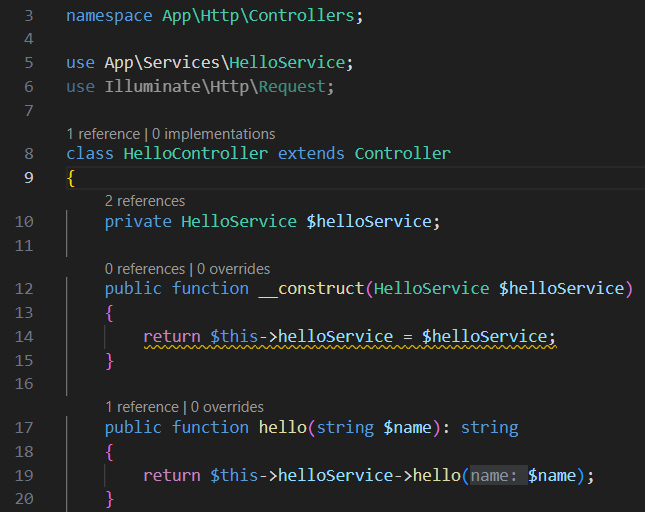 3 namespace App\Http\Controllers;
4
5 use App\Services\HelloService;
6 use Illuminate\Http\Request;
7
1 reference | 0 implementations
8 class HelloController extends Controller
9 {
2 references
10 private HelloService $helloService;
11
0 references | 0 overrides
12 public function __construct(HelloService $helloService)
13 {
14 return $this->helloService = $helloService;
15 }
16
1 reference | 0 overrides
17 public function hello(string $name): string
18 {
19 return $this->helloService->hello(name: $name);
20 }